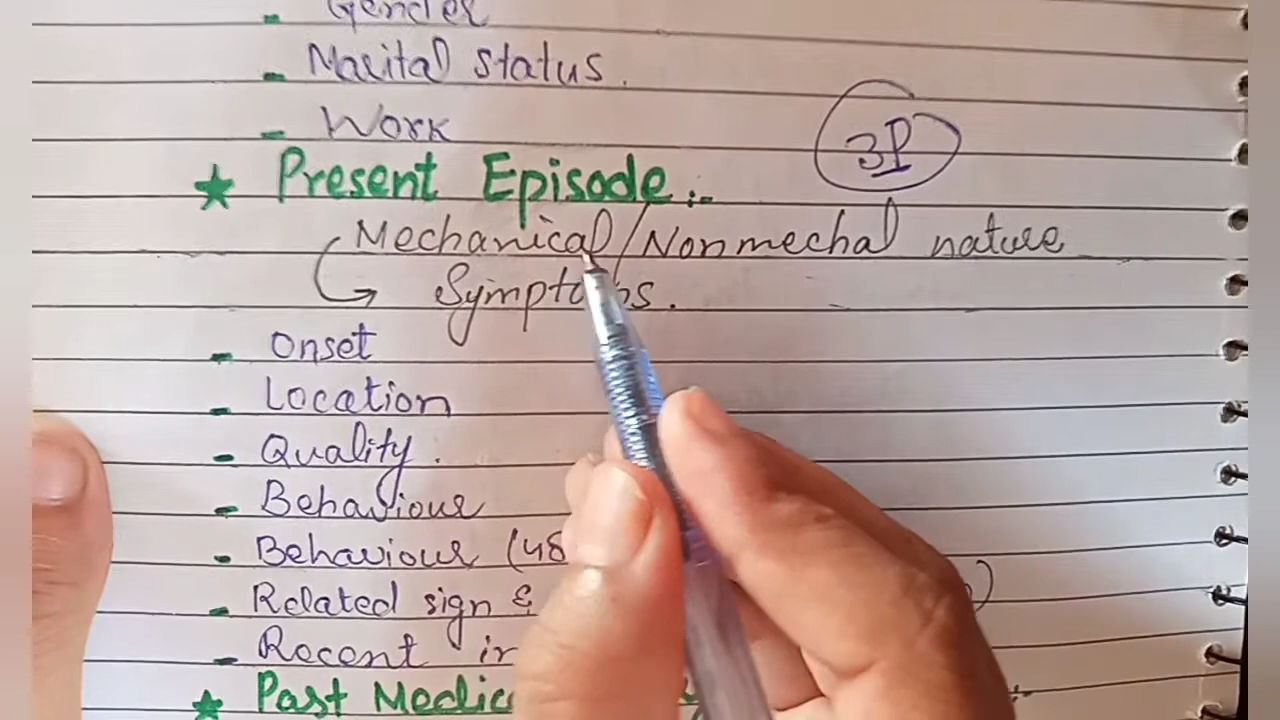 - Gender
- Marital status.
- Work
3P
★ Present Episode:-
Mechanical/Nonmechal nature
Symptoms.
- Onset
- Location
- Quality.
- Behaviour
- Behaviour (48
- Related sign &
- Recent
★ Past